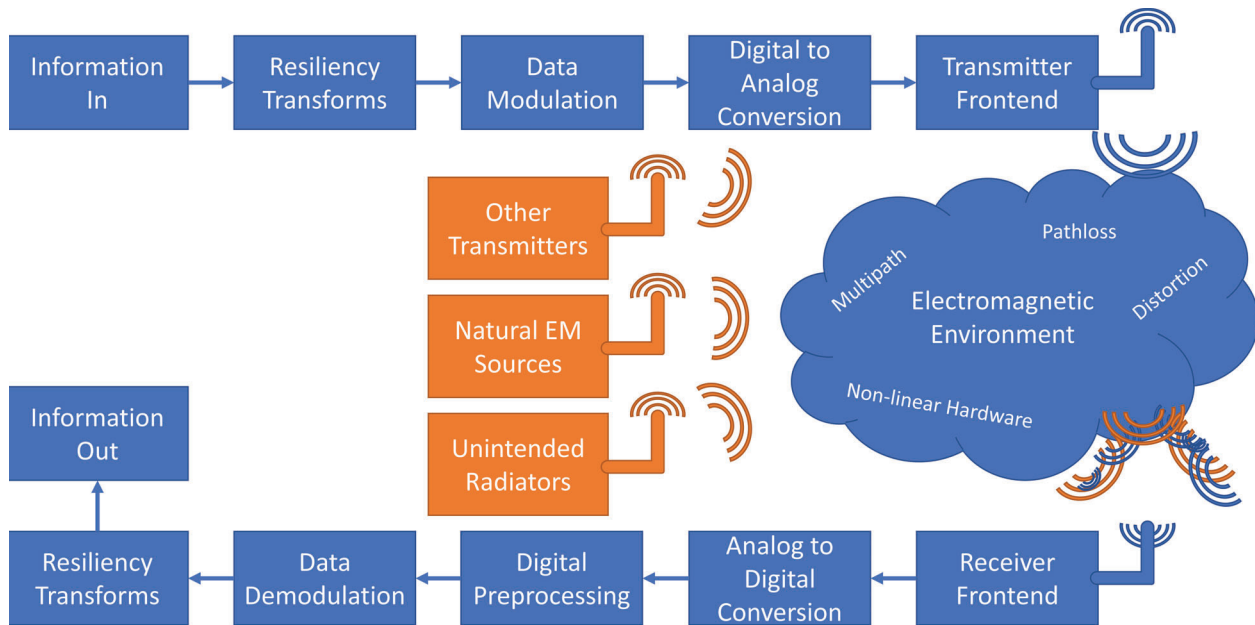 Information
In
Resiliency
Transforms
Data
Modulation
Digital to
Analog
Conversion
Transmitter
Frontend
Other
Transmitters
Natural EM
Sources
Unintended
Radiators
Pathloss
Multipath
Distortion
Electromagnetic
Environment
Non-linear Hardware
Information
Out
Resiliency
Transforms
Data
Demodulation
Digital
Preprocessing
Analog to
Digital
Conversion
Receiver
Frontend